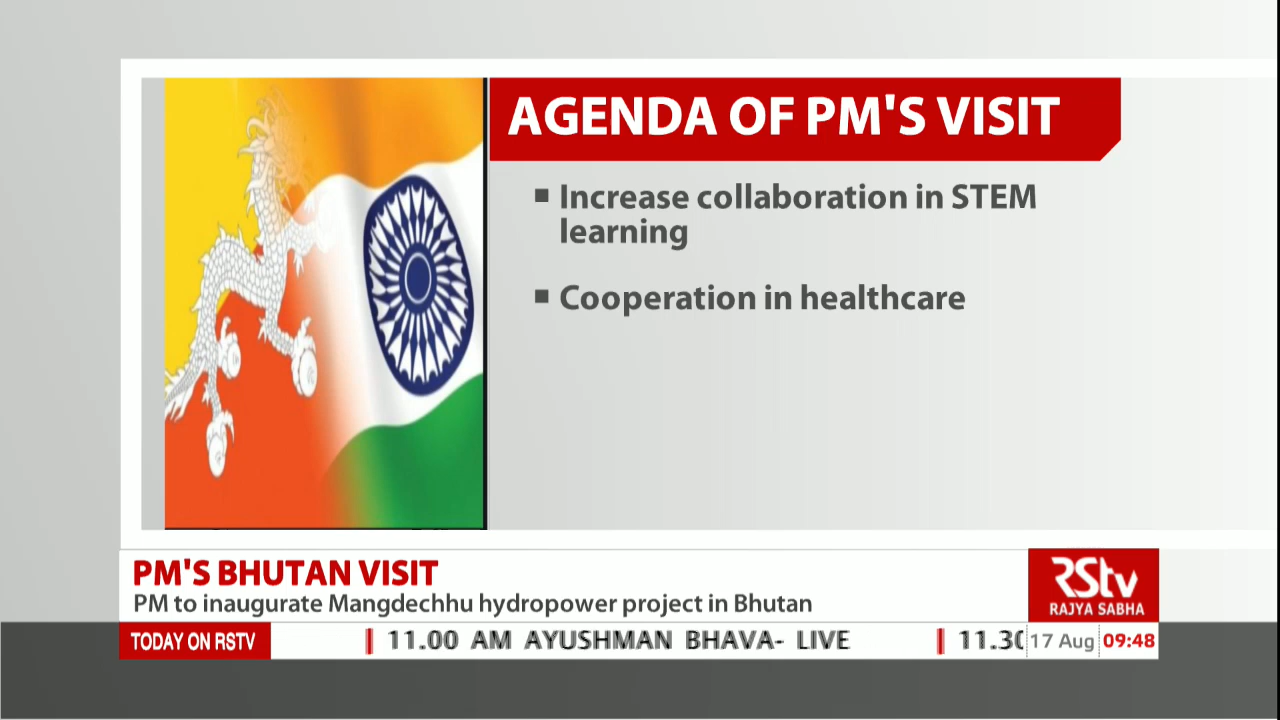 AGENDA OF PM'S VISIT
Increase collaboration in STEM
learning
Cooperation in healthcare
PM'S BHUTAN VISIT
PM to inaugurate Mangdechhu hydropower project in Bhutan
RStv
RAJYA SABHA
TODAY ON RSTV
11.00 AM AYUSHMAN BHAVA- LIVE
11.30
17 Aug
09:48